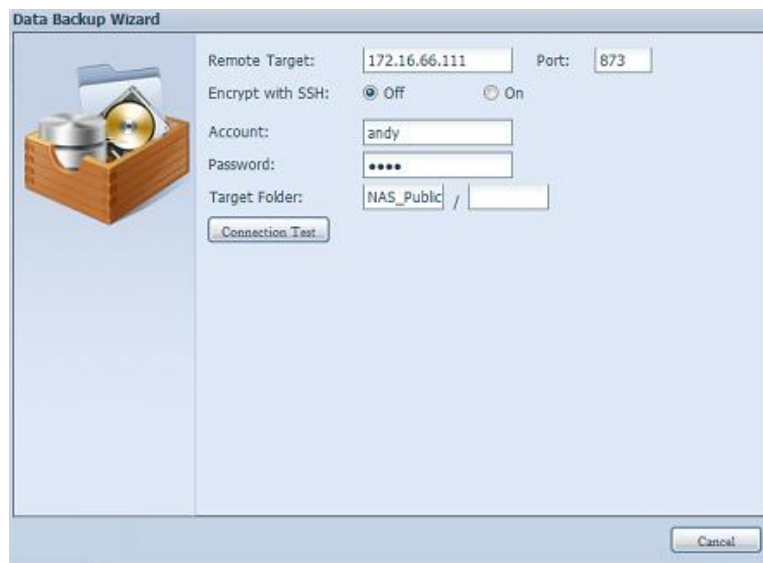 Data Backup Wizard
Remote Target: 172.16.66.111 Port: 873
Encrypt with SSH: Off On
Account: andy
Password: ••••
Target Folder: NAS_Public /
Connection Test
Cancel